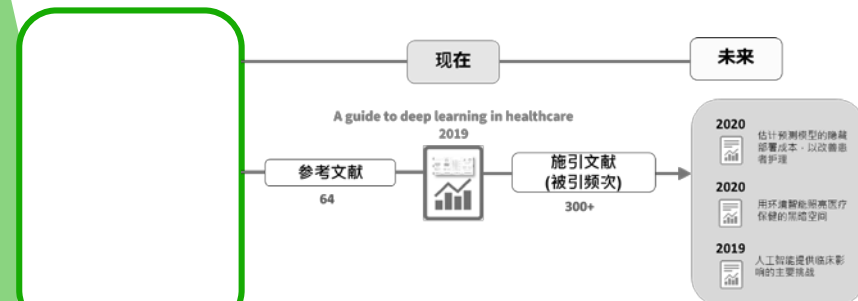 现在
未来
A guide to deep learning in healthcare
2019
参考文献
64
施引文献
(被引频次)
300+
2020
估计预测模型的隐藏
部署成本，以改善患
者护理
2020
用环境智能照亮医疗
保健的黑暗空间
2019
人工智能提供临床影
响的主要挑战